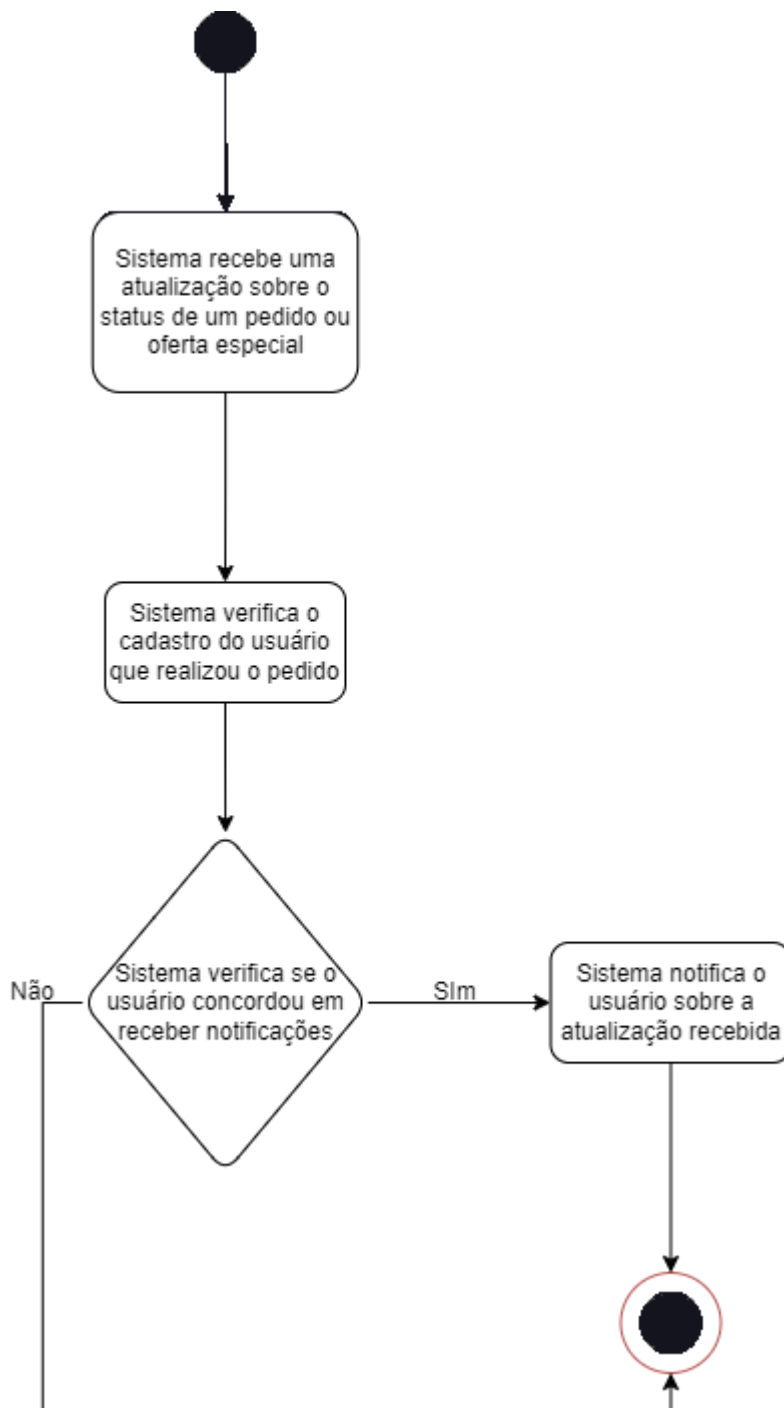 Sistema recebe uma
atualização sobre o
status de um pedido ou
oferta especial
Sistema verifica o
cadastro do usuário
que realizou o pedido
Sistema verifica se o
usuário concordou em
receber notificações
Não
SIm
Sistema notifica o
usuário sobre a
atualização recebida